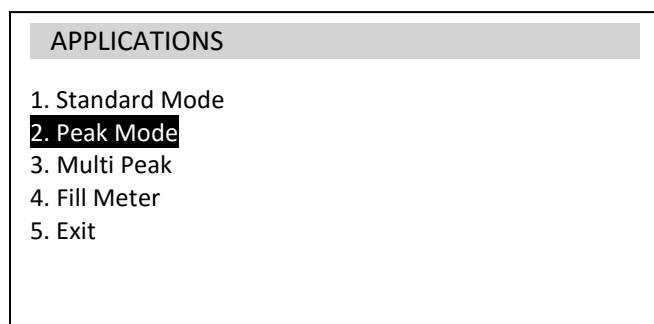 APPLICATIONS
1. Standard Mode
2. Peak Mode
3. Multi Peak
4. Fill Meter
5. Exit